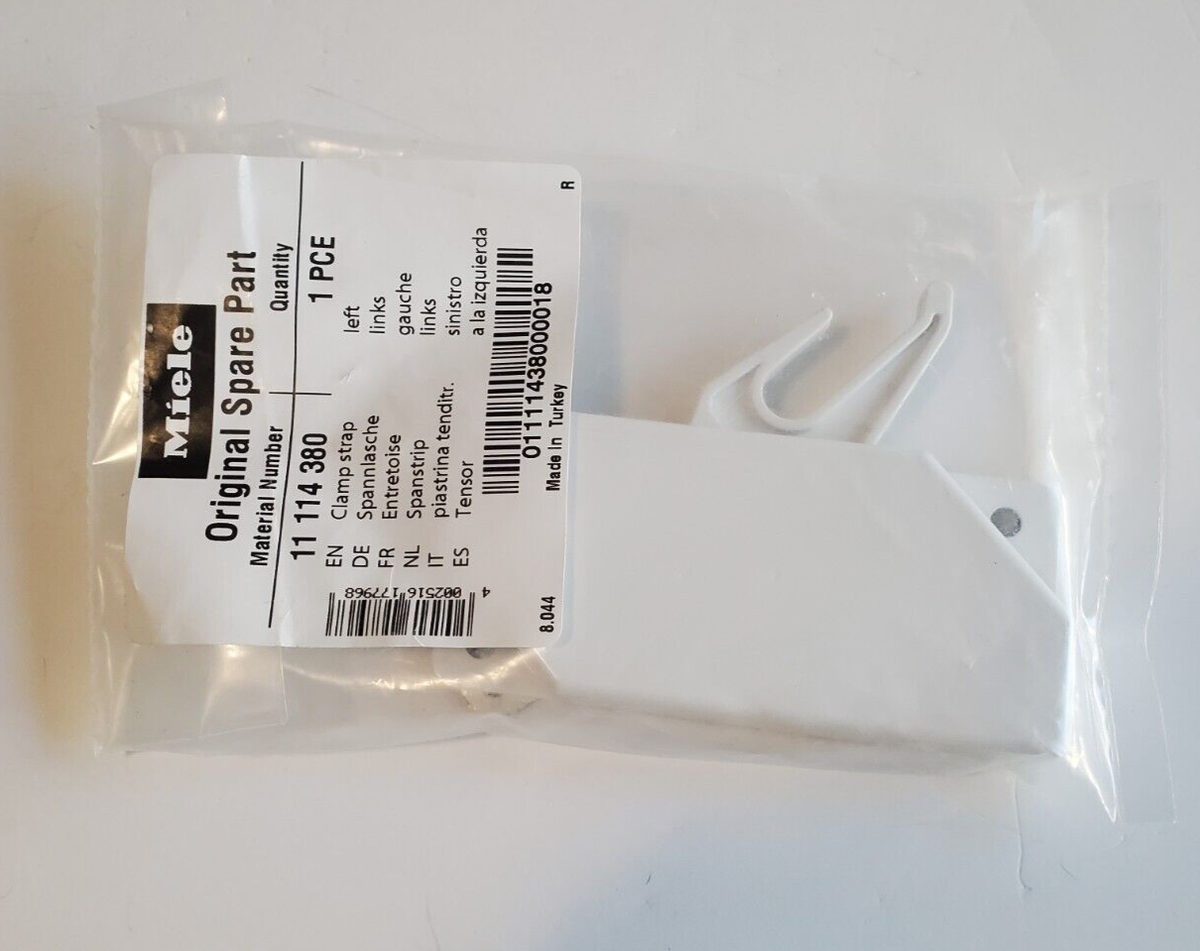 Miele
Original Spare Part
Material Number Quantity
11 114 380 1 PCE
EN Clamp strap left
DE Spannlasche links
FR Entretoise gauche
NL Spanstrip links
IT piastrina tenditr. sinistro
ES Tensor a la izquierda
4 002516 177968
0111143800000018
8.044 Made In Turkey R